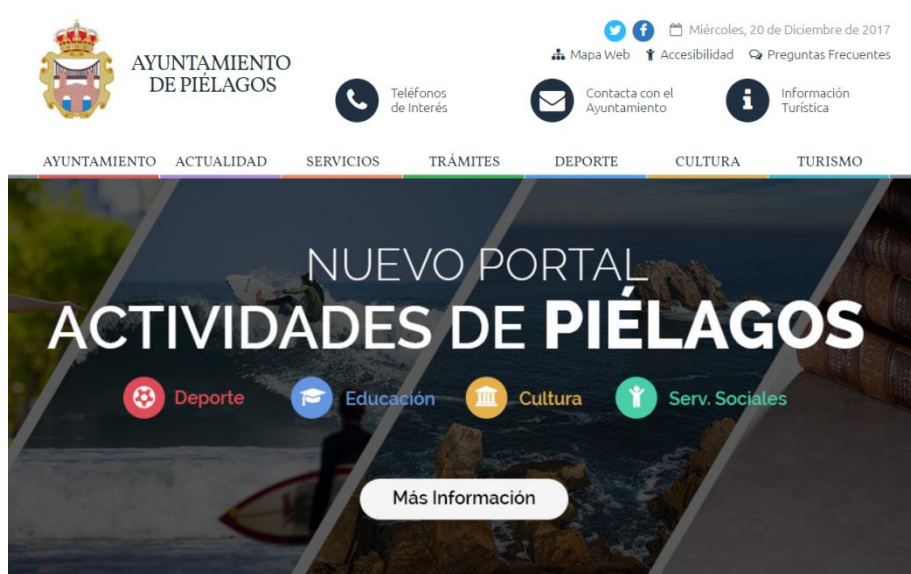 AYUNTAMIENTO
DE PIÉLAGOS
Miércoles, 20 de Diciembre de 2017
Mapa Web Accesibilidad Preguntas Frecuentes
Teléfonos
de Interés
Contacta con el
Ayuntamiento
Información
Turística
AYUNTAMIENTO ACTUALIDAD SERVICIOS TRÁMITES DEPORTE CULTURA TURISMO
NUEVO PORTAL
ACTIVIDADES DE PIÉLAGOS
Deporte Educación Cultura Serv. Sociales
Más Información